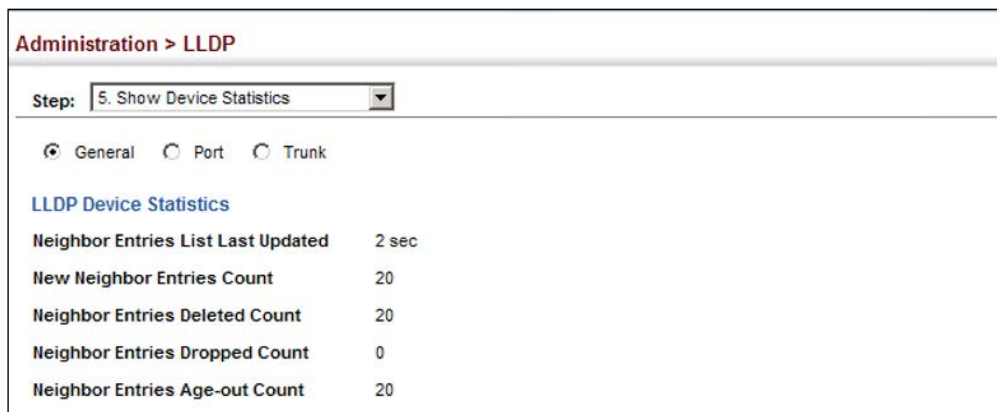 Administration > LLDP
Step: 5. Show Device Statistics
General Port Trunk
LLDP Device Statistics
Neighbor Entries List Last Updated 2 sec
New Neighbor Entries Count 20
Neighbor Entries Deleted Count 20
Neighbor Entries Dropped Count 0
Neighbor Entries Age-out Count 20